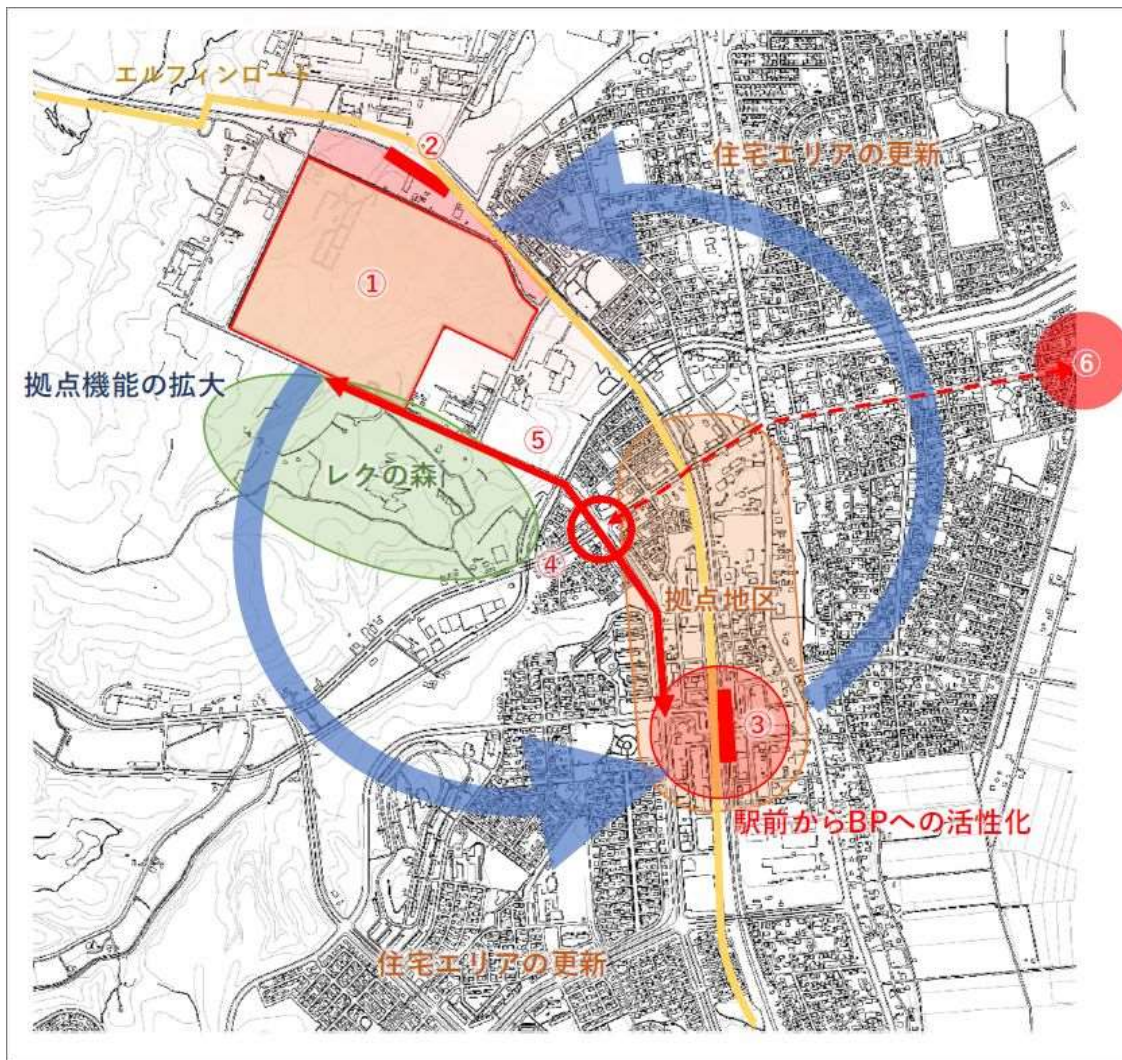 エルフィンロード
②
住宅エリアの更新
①
⑥
拠点機能の拡大
⑤
レクの森
④
拠点地区
③
駅前からBPへの活性化
住宅エリアの更新